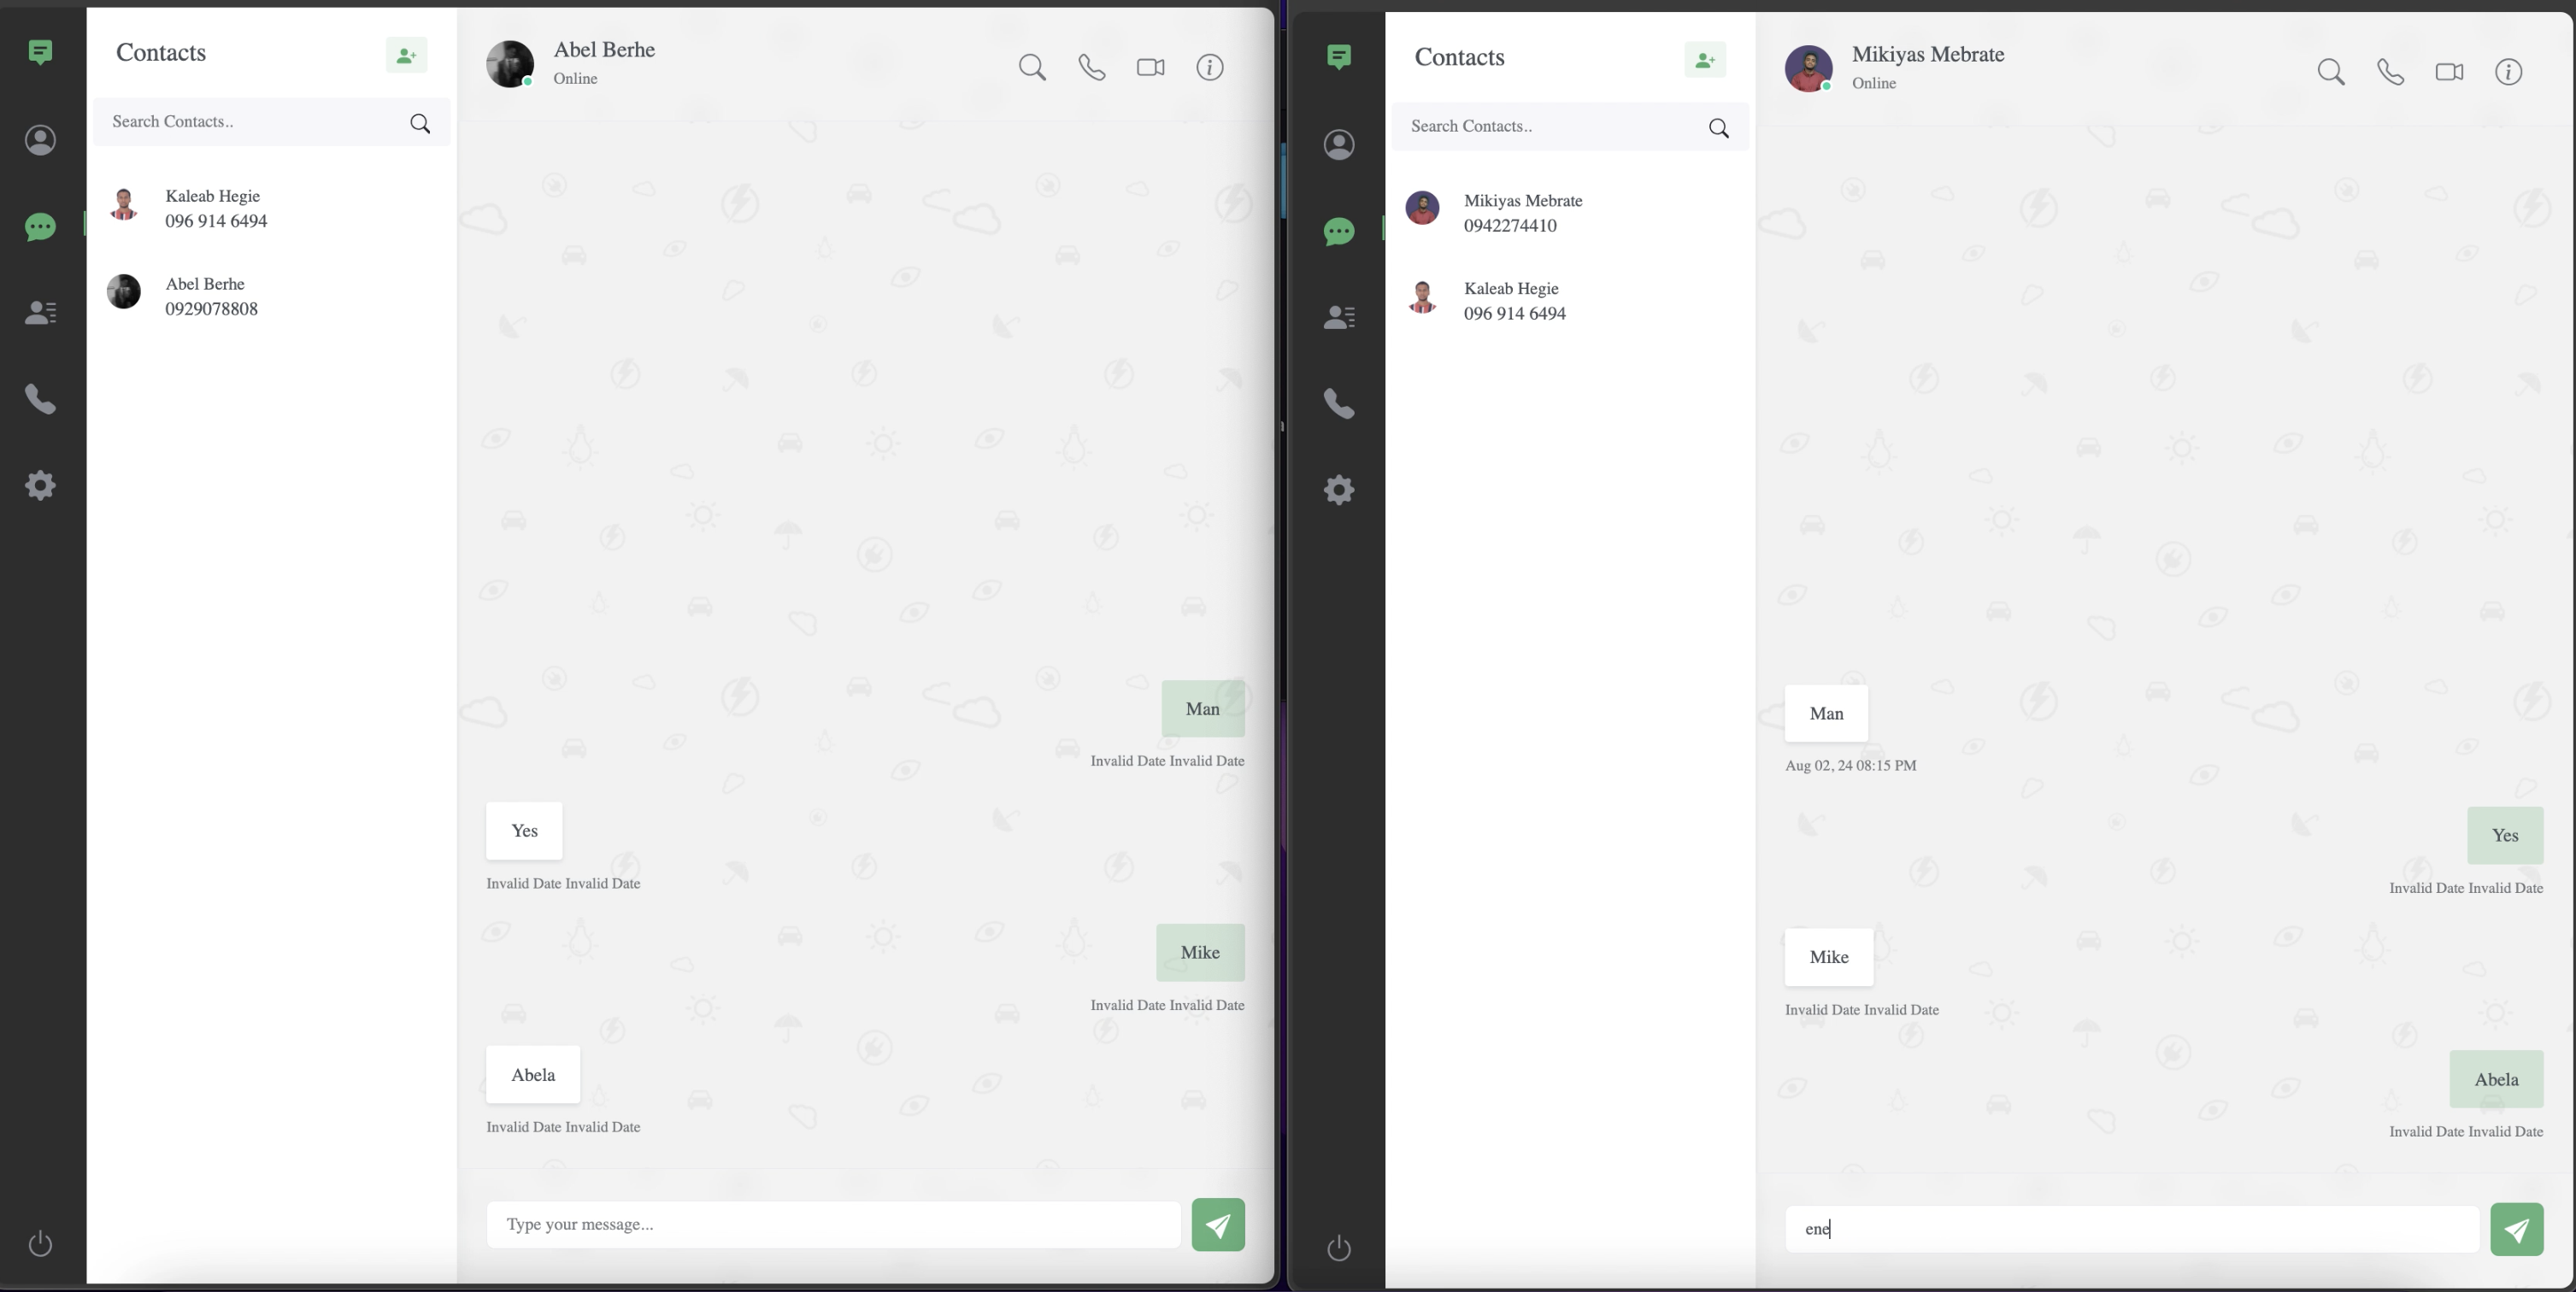 Contacts
Search Contacts..
Kaleab Hegie
096 914 6494
Abel Berhe
0929078808
Abel Berhe
Online
Man
Invalid Date Invalid Date
Yes
Invalid Date Invalid Date
Mike
Invalid Date Invalid Date
Abela
Invalid Date Invalid Date
Type your message...
Contacts
Search Contacts..
Mikiyas Mebrate
0942274410
Kaleab Hegie
096 914 6494
Mikiyas Mebrate
Online
Man
Aug 02, 24 08:15 PM
Yes
Invalid Date Invalid Date
Mike
Invalid Date Invalid Date
Abela
Invalid Date Invalid Date
ene